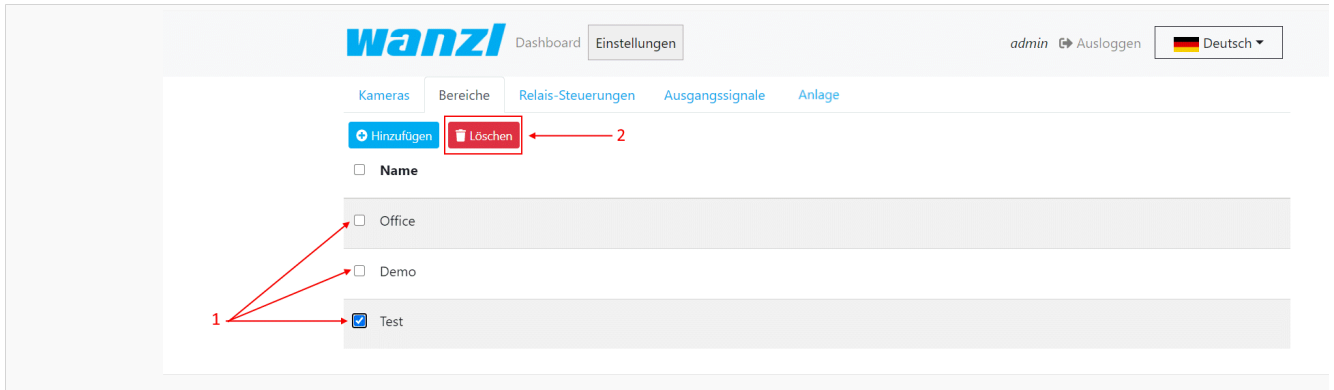 wanzl Dashboard Einstellungen admin Ausloggen Deutsch
Kameras Bereiche Relais-Steuerungen Ausgangssignale Anlage
Hinzufügen Löschen 2
Name
Office
Demo
1 Test